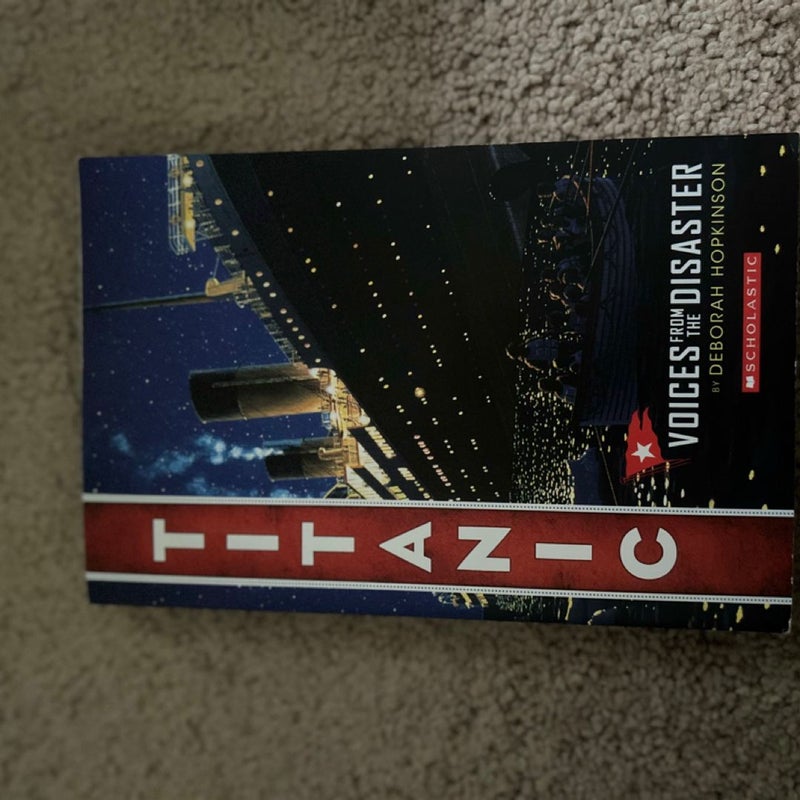 TITANIC
VOICES FROM THE DISASTER
BY DEBORAH HOPKINSON
SCHOLASTIC